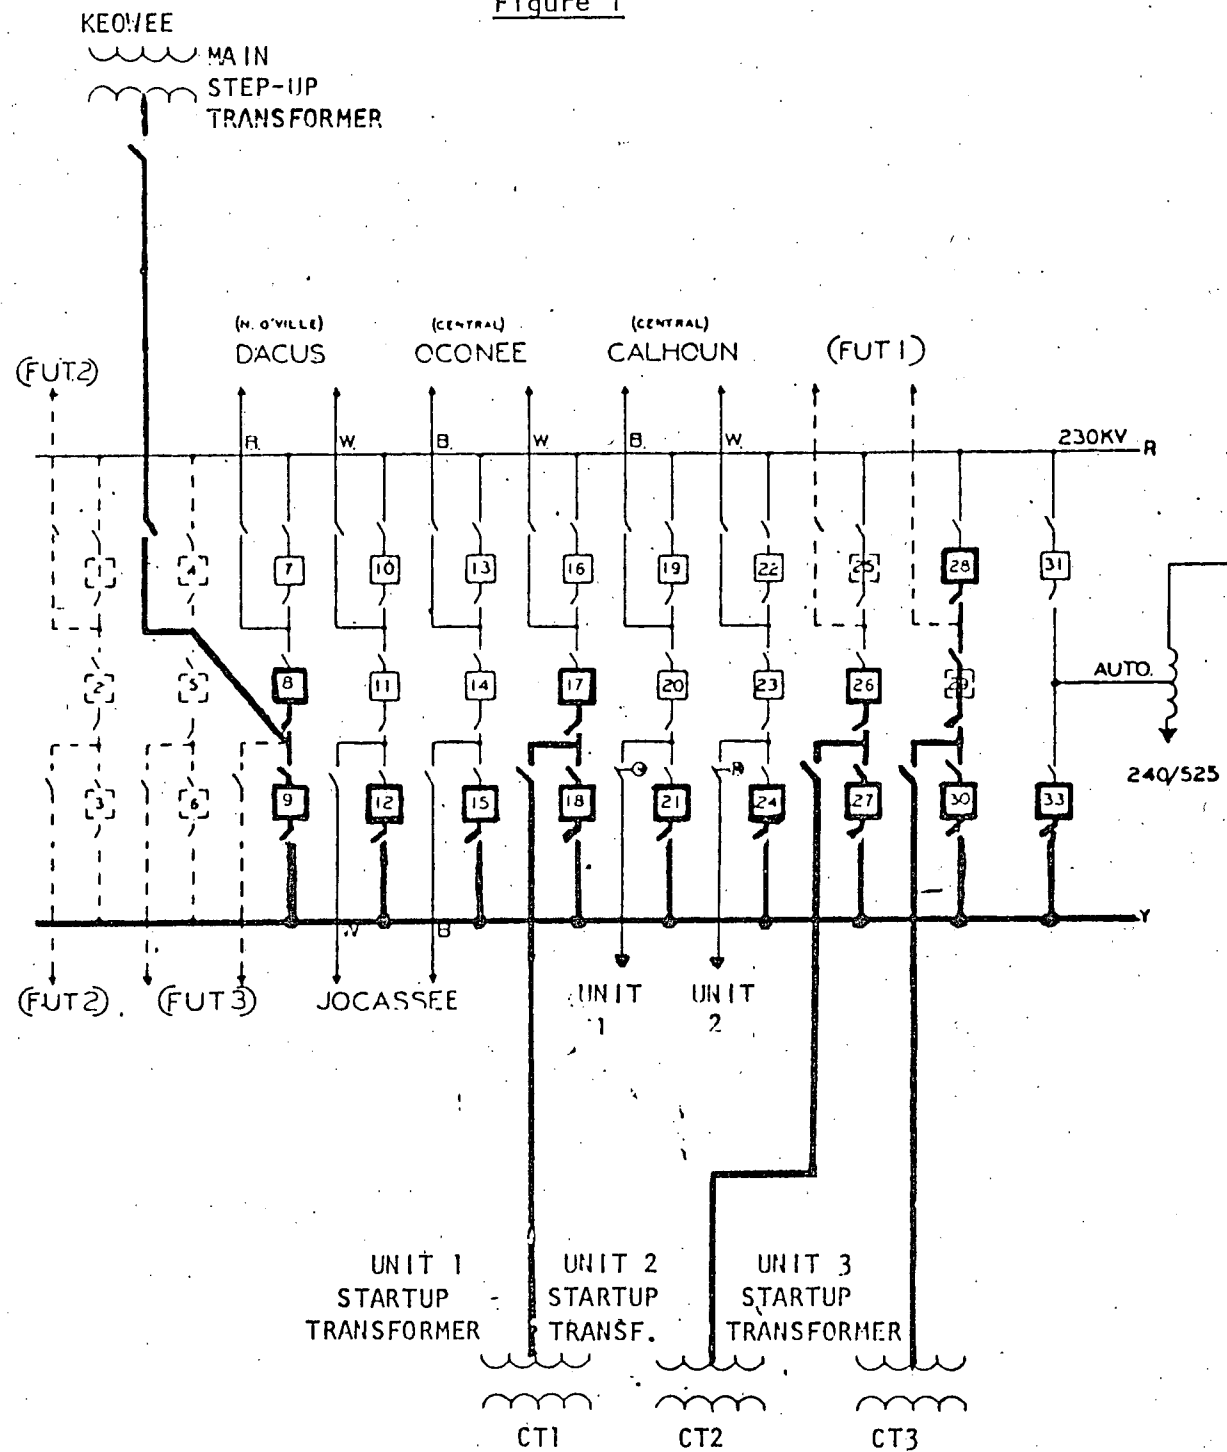 Figure 1
KEOWEE
MAIN
STEP-UP
TRANSFORMER
(N. O'VILLE) (CENTRAL) (CENTRAL)
(FUT.2) DACUS OCONEE CALHOUN (FUT 1)
B. W. B. W. B. W. 230KV R
1 4 7 10 13 16 19 22 25 28 31
2 5 8 11 14 17 20 23 26 29 AUTO.
3 6 9 12 15 18 21 24 27 30 33 240/525
W B Y
(FUT2) (FUT3) JOCASSEE UNIT 1 UNIT 2
UNIT 1
STARTUP
TRANSFORMER
UNIT 2
STARTUP
TRANSF.
UNIT 3
STARTUP
TRANSFORMER
CT1 CT2 CT3